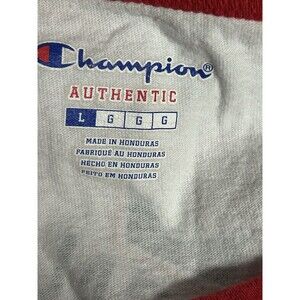 Champion®
AUTHENTIC
L G G G
MADE IN HONDURAS
FABRIQUÉ AU HONDURAS
HECHO EN HONDURAS
FEITO EM HONDURAS